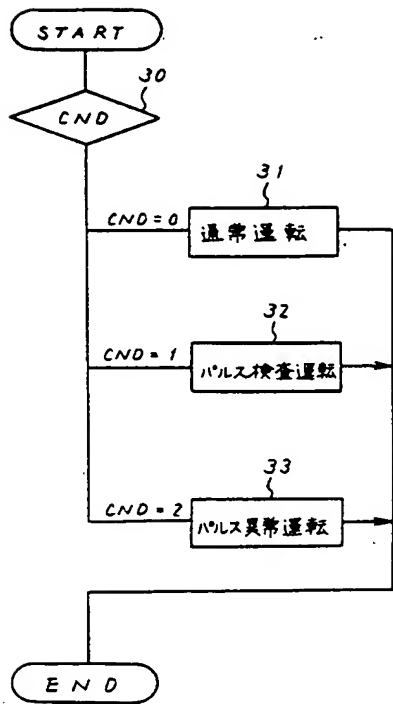 START
30
CND
31
CND=0
通常運転
32
CND=1
パルス検査運転
33
CND=2
パルス異常運転
END